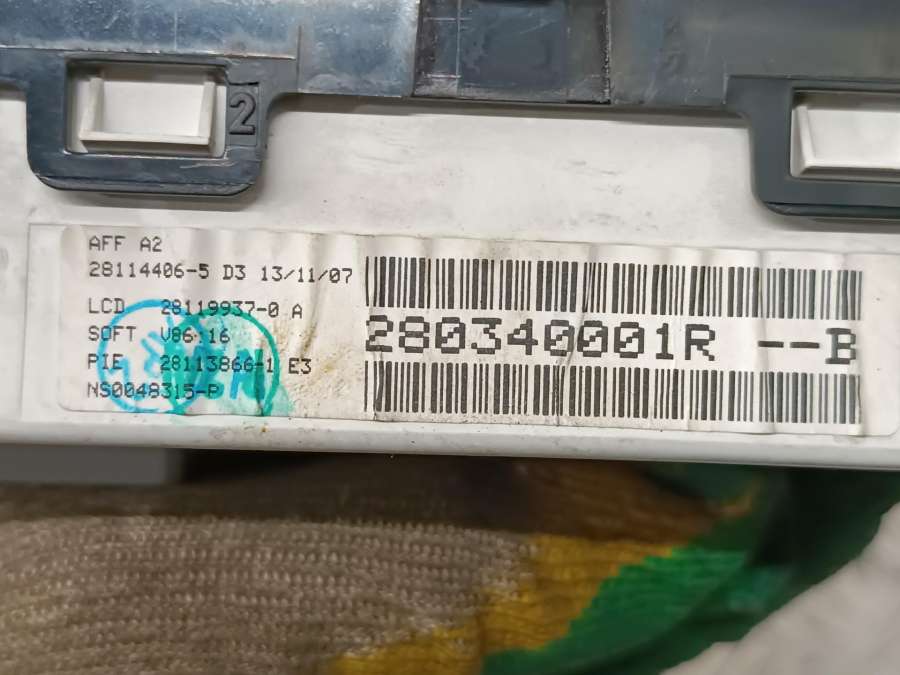 2
AFF A2
28114406-5 D3 13/11/07
LCD 28119937-0 A
SOFT V86:16
PIE 28113866-1 E3
NS0048315-P
280340001R --B